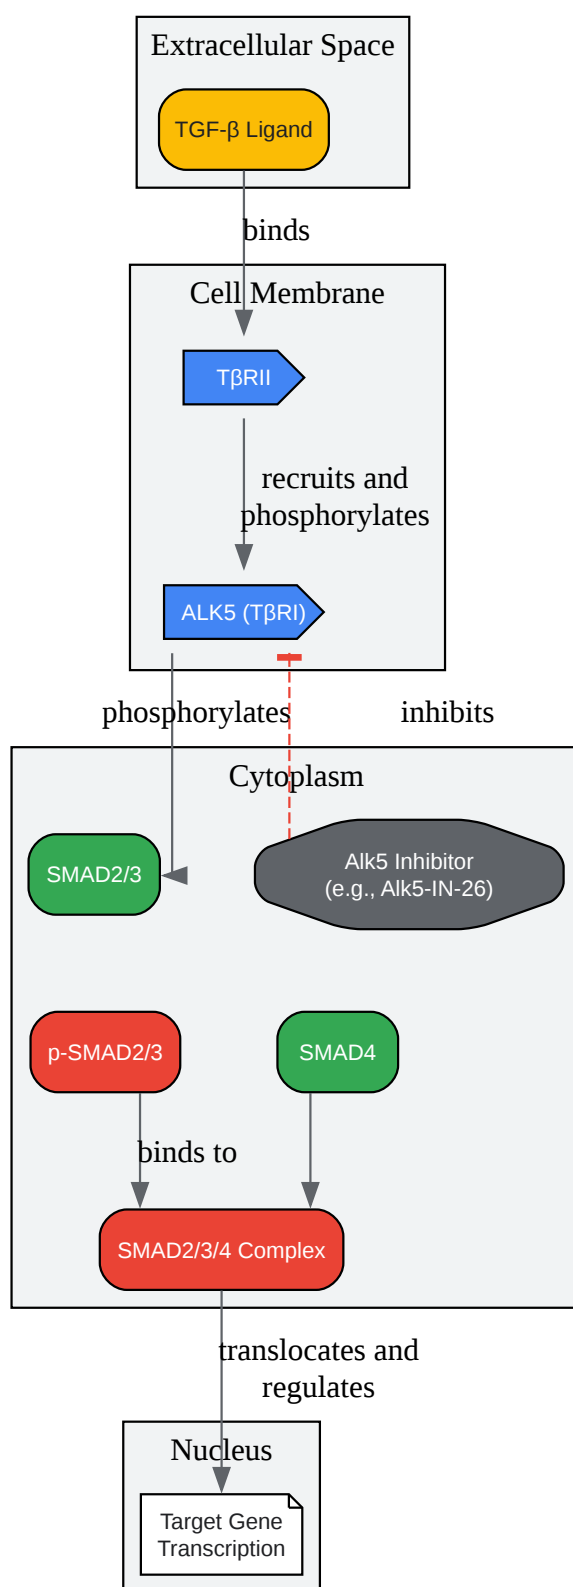 Extracellular Space
TGF-β Ligand
binds
Cell Membrane
TβRII
recruits and
phosphorylates
ALK5 (TβRI)
phosphorylates
inhibits
Cytoplasm
SMAD2/3
Alk5 Inhibitor
(e.g., Alk5-IN-26)
p-SMAD2/3
SMAD4
binds to
SMAD2/3/4 Complex
translocates and
regulates
Nucleus
Target Gene
Transcription